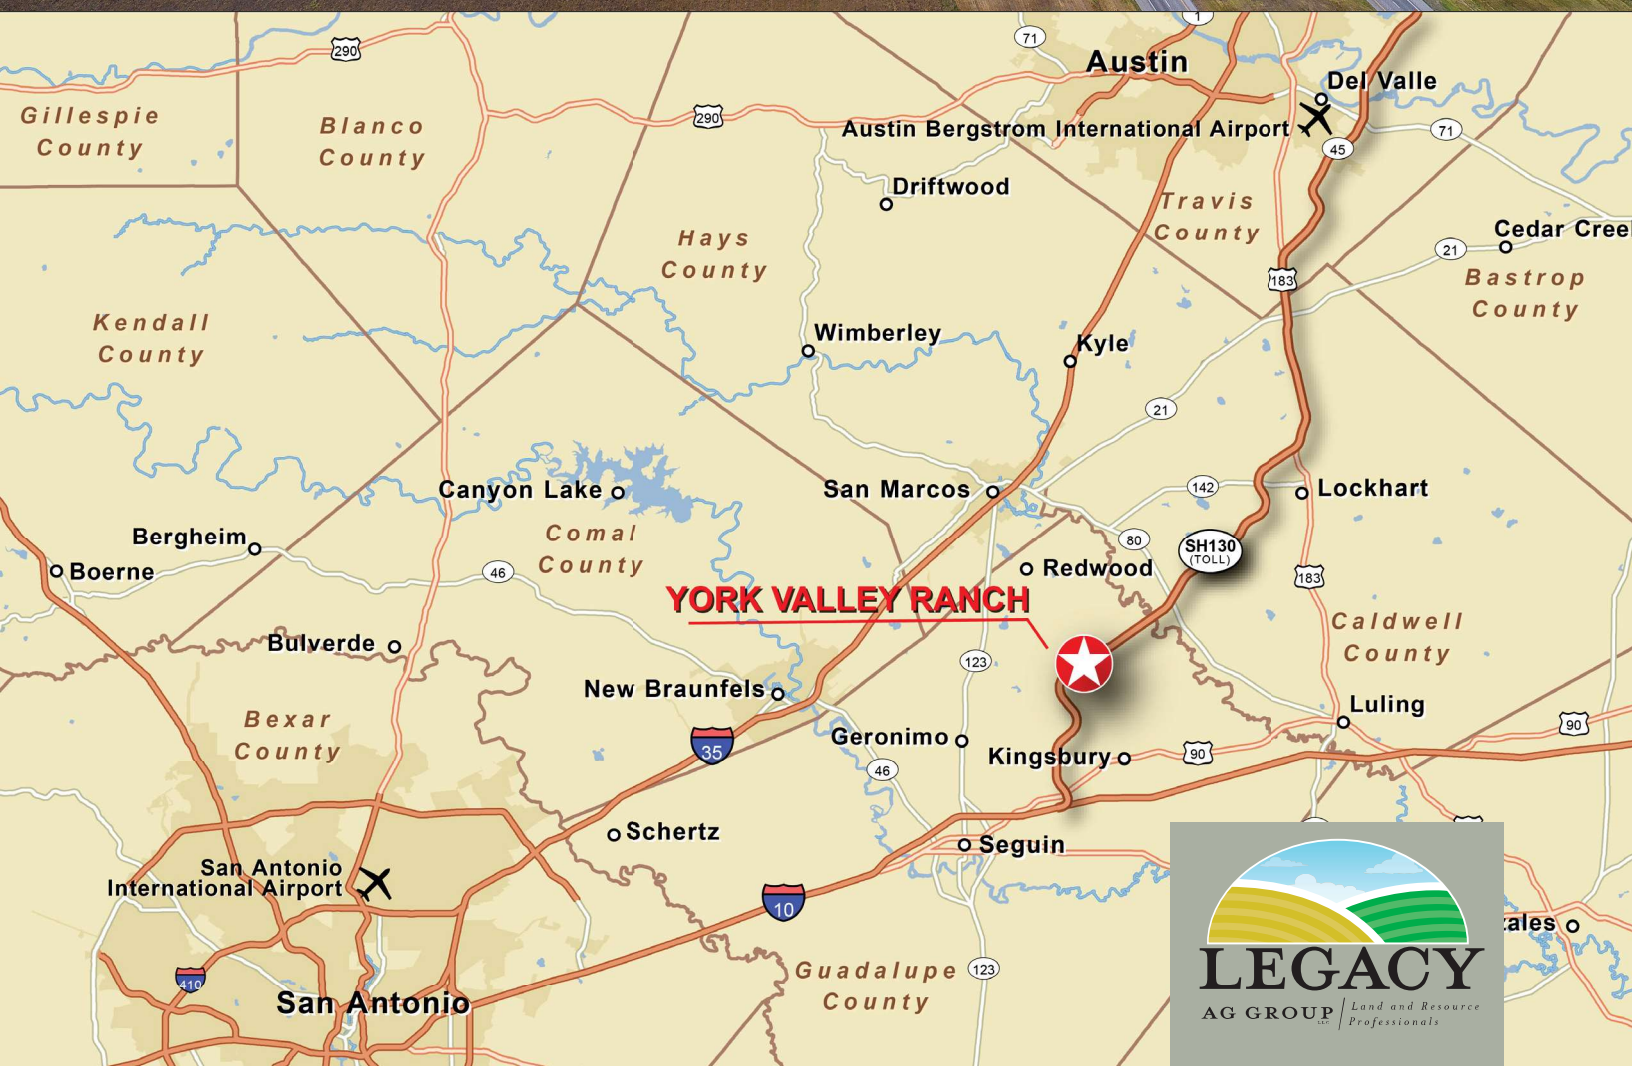 1
71
290
Austin
Del Valle
Gillespie
County
Blanco
County
290
Austin Bergstrom International Airport
71
45
Driftwood
Travis
County
Cedar Cree
21
Hays
County
183
Bastrop
County
Kendall
County
Wimberley
Kyle
21
Canyon Lake
San Marcos
142
Lockhart
Bergheim
Comal
County
80
SH130
(TOLL)
Boerne
46
Redwood
183
YORK VALLEY RANCH
Caldwell
County
Bulverde
123
New Braunfels
Luling
Bexar
County
35
Geronimo
Kingsbury
90
90
46
Schertz
Seguin
San Antonio
International Airport
10
zales
410
San Antonio
Guadalupe
County
123
LEGACY
AG GROUP
LLC
Land and Resource
Professionals